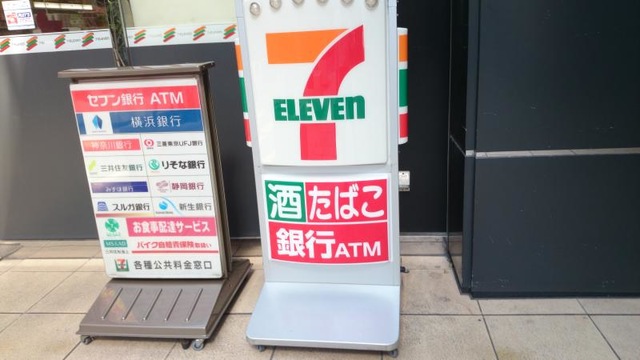 セブン銀行 ATM
横浜銀行
神奈川銀行
三菱東京UFJ銀行
三井住友銀行
りそな銀行
みずほ銀行
静岡銀行
スルガ銀行
新生銀行
お食事配達サービス
バイク自賠責保険取扱い
各種公共料金窓口
7
ELEVEn
酒 たばこ
銀行ATM